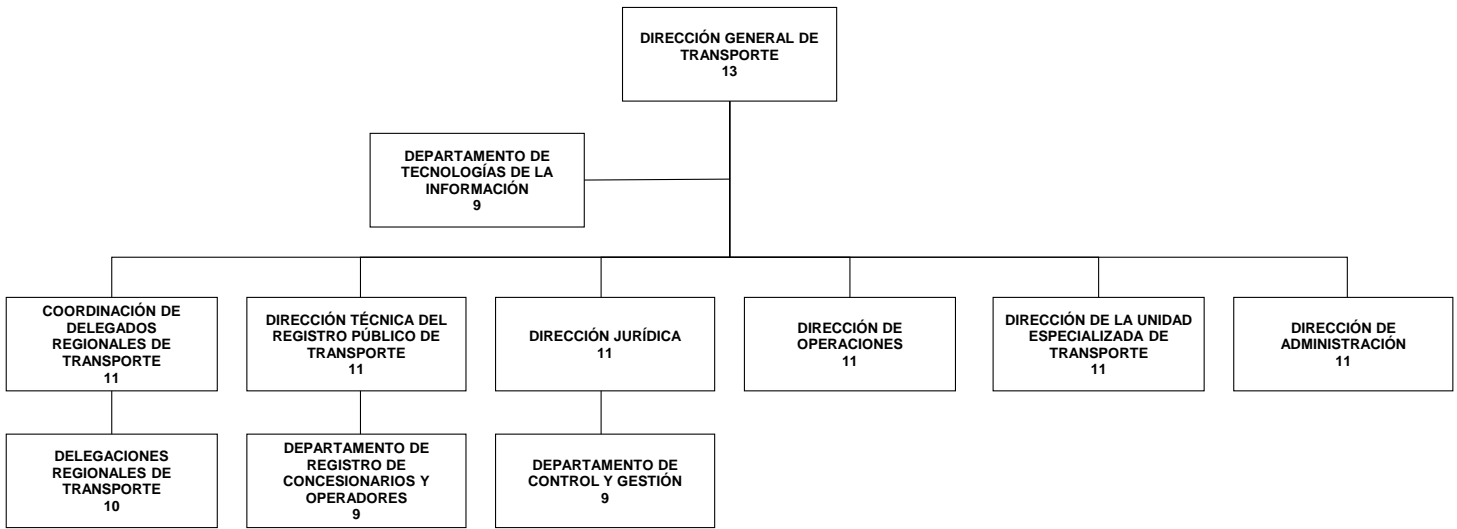 DIRECCIÓN GENERAL DE
TRANSPORTE
13
DEPARTAMENTO DE
TECNOLOGÍAS DE LA
INFORMACIÓN
9
COORDINACIÓN DE
DELEGADOS
REGIONALES DE
TRANSPORTE
11
DIRECCIÓN TÉCNICA DEL
REGISTRO PÚBLICO DE
TRANSPORTE
11
DIRECCIÓN JURÍDICA
11
DIRECCIÓN DE
OPERACIONES
11
DIRECCIÓN DE LA UNIDAD
ESPECIALIZADA DE
TRANSPORTE
11
DIRECCIÓN DE
ADMINISTRACIÓN
11
DELEGACIONES
REGIONALES DE
TRANSPORTE
10
DEPARTAMENTO DE
REGISTRO DE
CONCESIONARIOS Y
OPERADORES
9
DEPARTAMENTO DE
CONTROL Y GESTIÓN
9